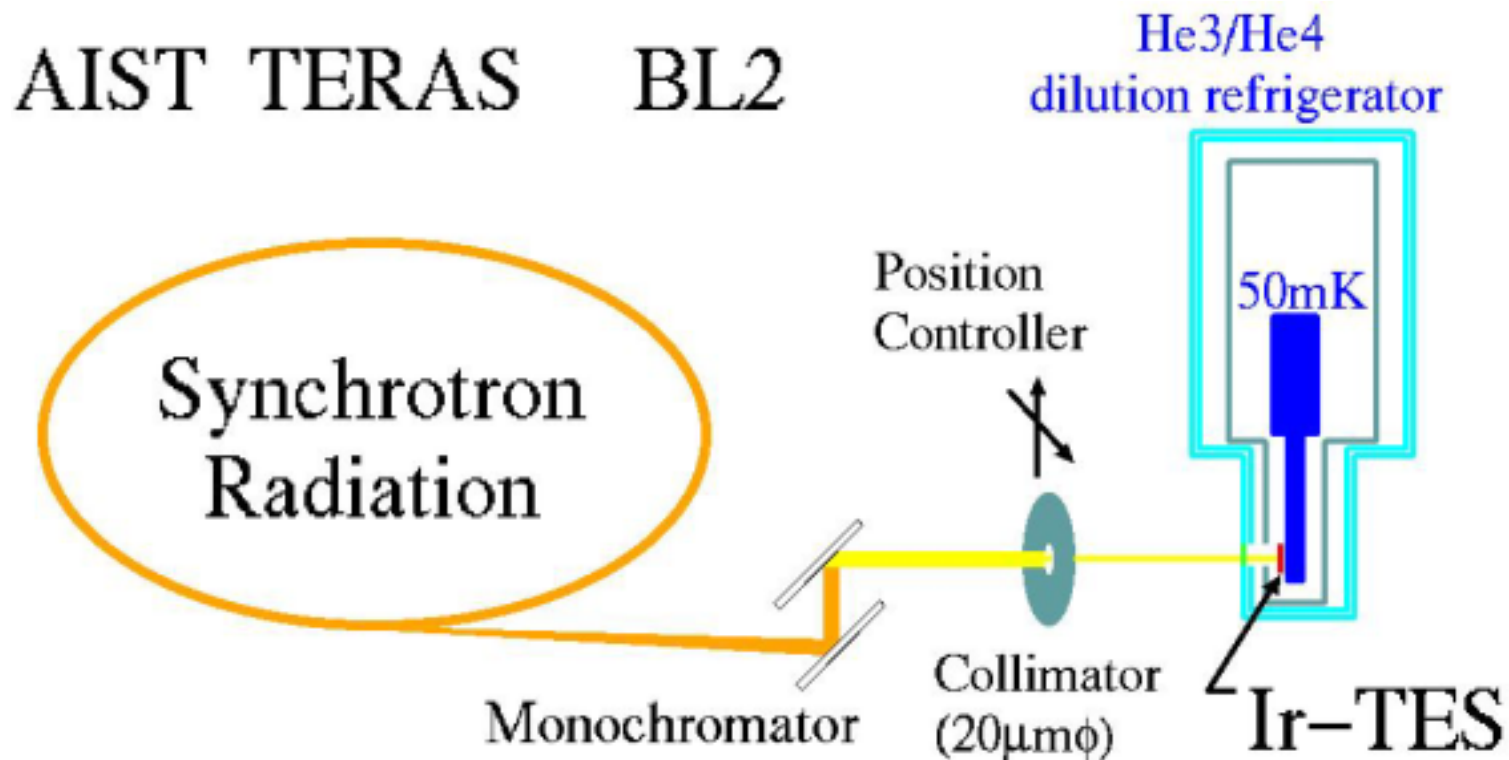 AIST TERAS BL2
He3/He4
dilution refrigerator
Position
Controller
50mK
Synchrotron
Radiation
Monochromator
Collimator
(20μmϕ)
Ir-TES